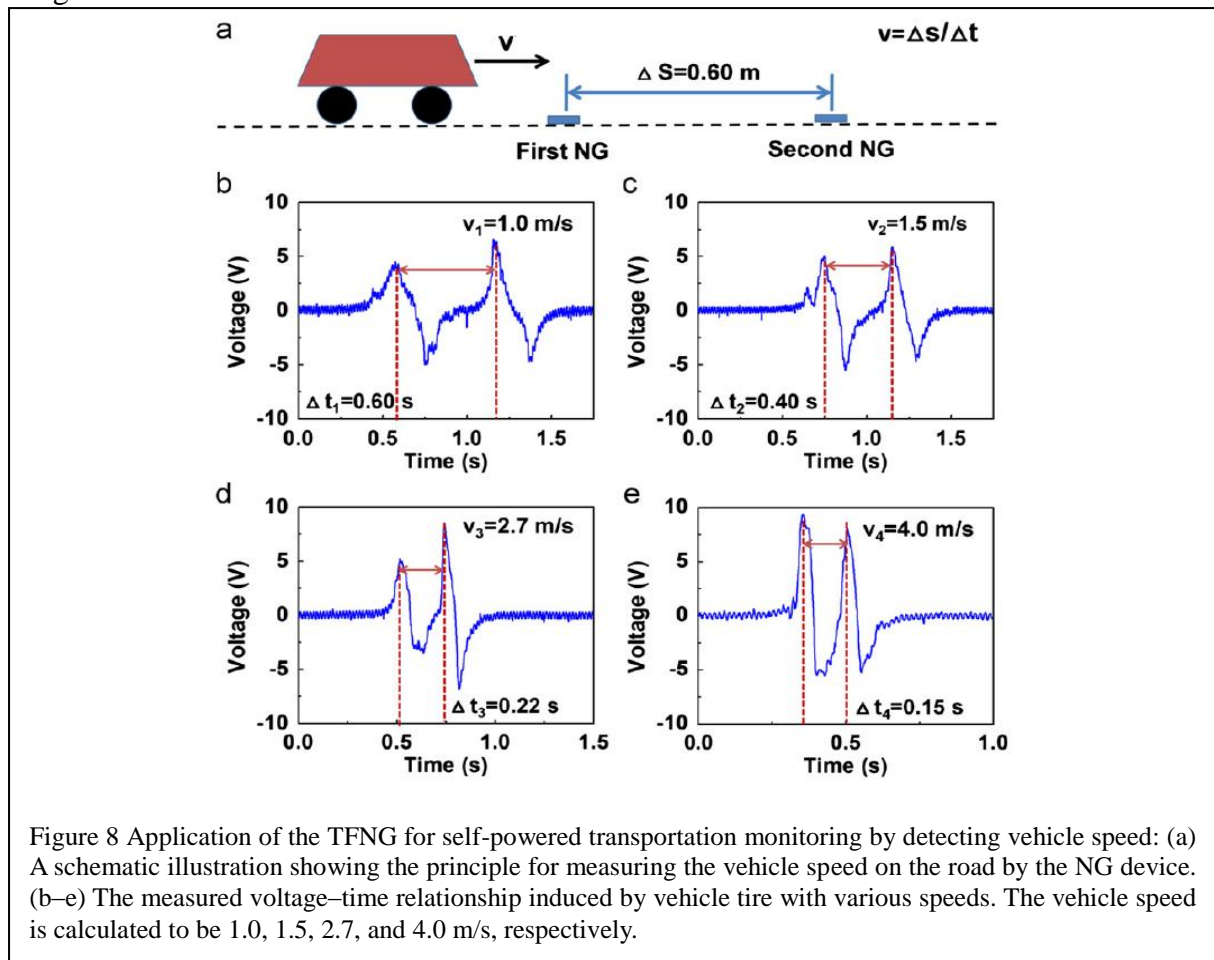 a
v
v=Δs/Δt
Δ S=0.60 m
First NG
Second NG
b
10
5
0
-5
-10
Voltage (V)
v₁=1.0 m/s
Δ t₁=0.60 s
0.0 0.5 1.0 1.5
Time (s)
c
10
5
0
-5
-10
Voltage (V)
v₂=1.5 m/s
Δ t₂=0.40 s
0.0 0.5 1.0 1.5
Time (s)
d
10
5
0
-5
-10
Voltage (V)
v₃=2.7 m/s
Δ t₃=0.22 s
0.0 0.5 1.0 1.5
Time (s)
e
10
5
0
-5
-10
Voltage (V)
v₄=4.0 m/s
Δ t₄=0.15 s
0.0 0.5 1.0
Time (s)
Figure 8 Application of the TFNG for self-powered transportation monitoring by detecting vehicle speed: (a)
A schematic illustration showing the principle for measuring the vehicle speed on the road by the NG device.
(b–e) The measured voltage–time relationship induced by vehicle tire with various speeds. The vehicle speed
is calculated to be 1.0, 1.5, 2.7, and 4.0 m/s, respectively.